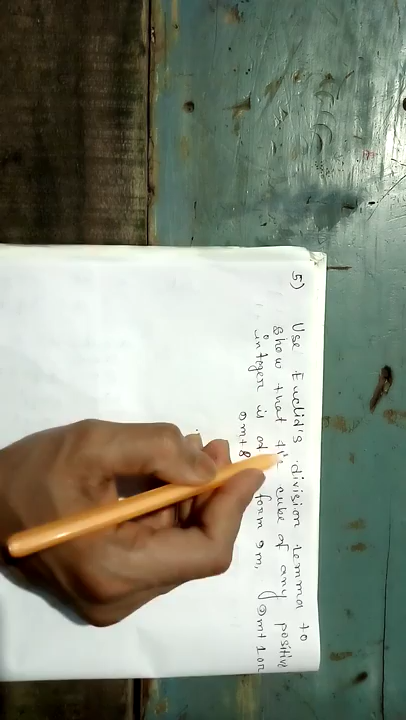 5) Use Euclid's division lemma to
show that the cube of any positive
integer is of form 9m, 9m+1 or
9m+8